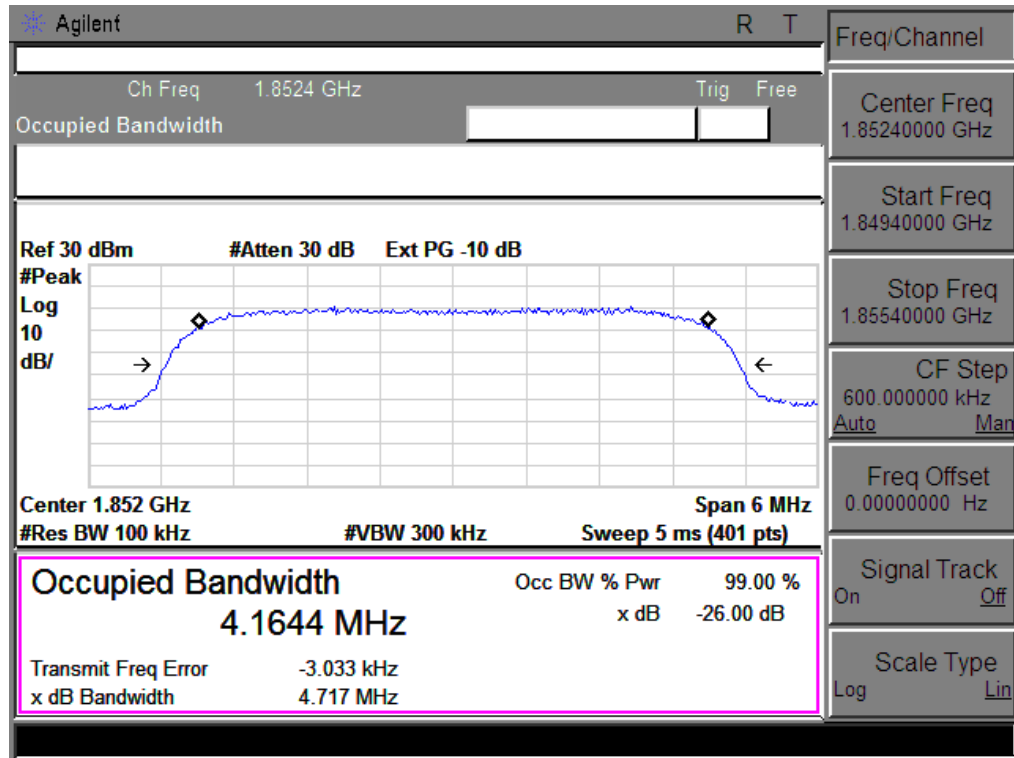 Agilent R T
Ch Freq 1.8524 GHz Trig Free
Occupied Bandwidth
Ref 30 dBm #Atten 30 dB Ext PG -10 dB
#Peak
Log
10
dB/
Center 1.852 GHz Span 6 MHz
#Res BW 100 kHz #VBW 300 kHz Sweep 5 ms (401 pts)
Occupied Bandwidth Occ BW % Pwr 99.00 %
4.1644 MHz x dB -26.00 dB
Transmit Freq Error -3.033 kHz
x dB Bandwidth 4.717 MHz
Freq/Channel
Center Freq
1.85240000 GHz
Start Freq
1.84940000 GHz
Stop Freq
1.85540000 GHz
CF Step
600.000000 kHz
Auto Man
Freq Offset
0.00000000 Hz
Signal Track
On Off
Scale Type
Log Lin